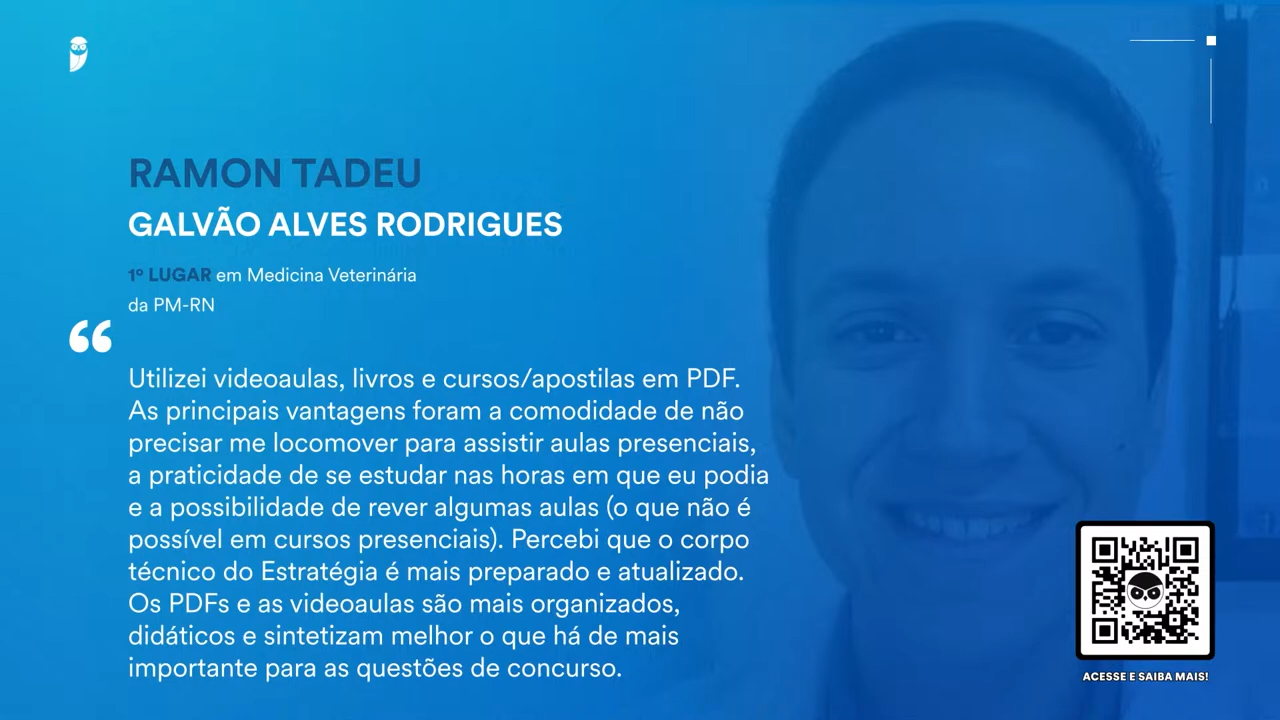 RAMON TADEU
GALVÃO ALVES RODRIGUES
1º LUGAR em Medicina Veterinária
da PM-RN
“
Utilizei videoaulas, livros e cursos/apostilas em PDF.
As principais vantagens foram a comodidade de não
precisar me locomover para assistir aulas presenciais,
a praticidade de se estudar nas horas em que eu podia
e a possibilidade de rever algumas aulas (o que não é
possível em cursos presenciais). Percebi que o corpo
técnico do Estratégia é mais preparado e atualizado.
Os PDFs e as videoaulas são mais organizados,
didáticos e sintetizam melhor o que há de mais
importante para as questões de concurso.
ACESSE E SAIBA MAIS!